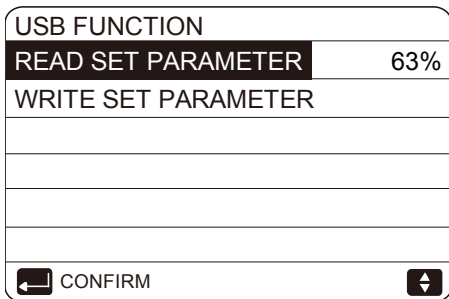 USB FUNCTION
READ SET PARAMETER 63%
WRITE SET PARAMETER
CONFIRM